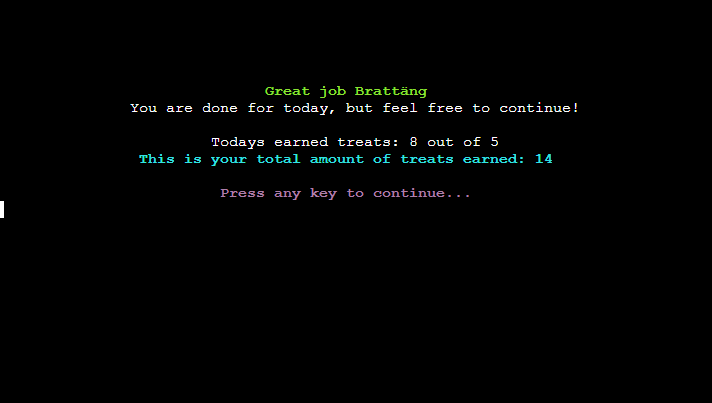 Great job Brattäng
You are done for today, but feel free to continue!
Todays earned treats: 8 out of 5
This is your total amount of treats earned: 14
Press any key to continue...